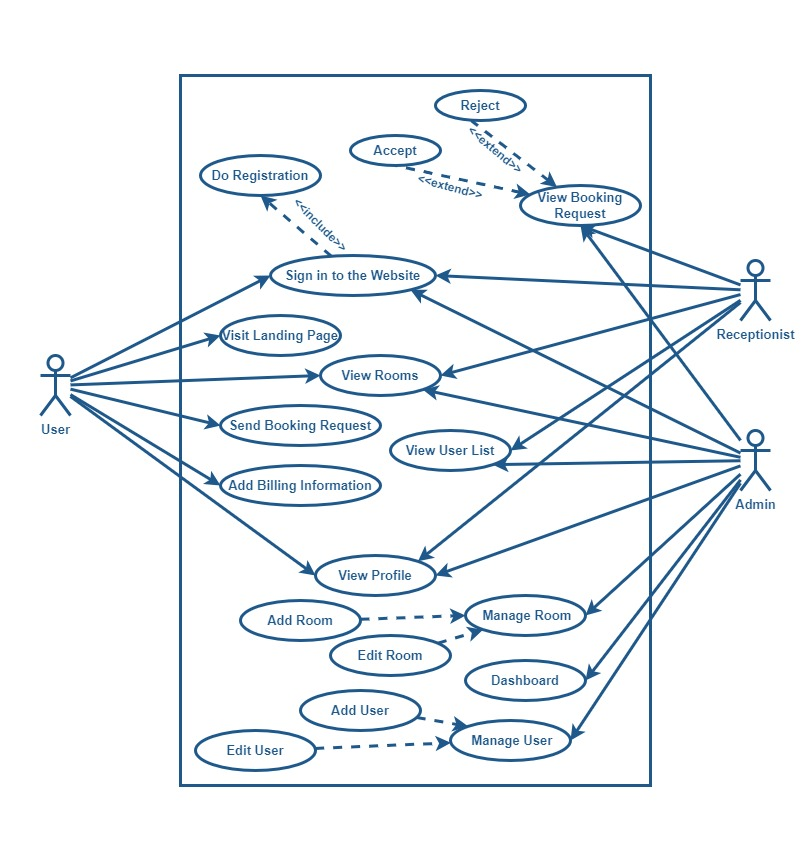 Reject
Accept
<<extend>>
<<extend>>
Do Registration
View Booking
Request
<<include>>
Sign in to the Website
Receptionist
Visit Landing Page
View Rooms
User
Send Booking Request
View User List
Add Billing Information
Admin
View Profile
Add Room
Manage Room
Edit Room
Dashboard
Add User
Manage User
Edit User